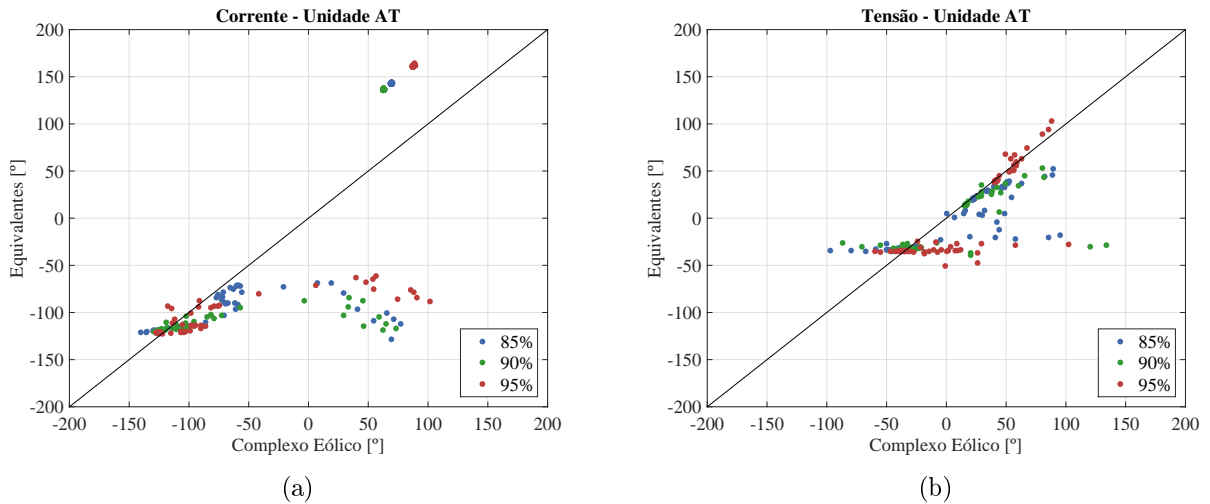 Corrente - Unidade AT
200
150
100
50
0
-50
-100
-150
-200
Equivalentes [º]
-200 -150 -100 -50 0 50 100 150 200
Complexo Eólico [º]
85%
90%
95%
(a)
Tensão - Unidade AT
200
150
100
50
0
-50
-100
-150
-200
Equivalentes [º]
-200 -150 -100 -50 0 50 100 150 200
Complexo Eólico [º]
85%
90%
95%
(b)